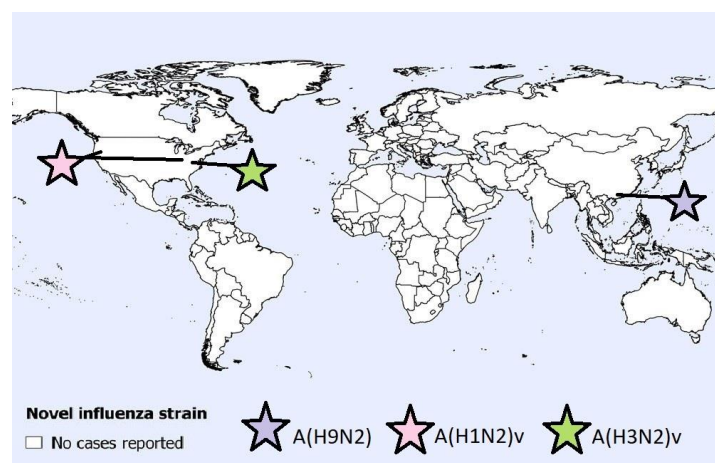 Novel influenza strain
No cases reported
A(H9N2)
A(H1N2)v
A(H3N2)v